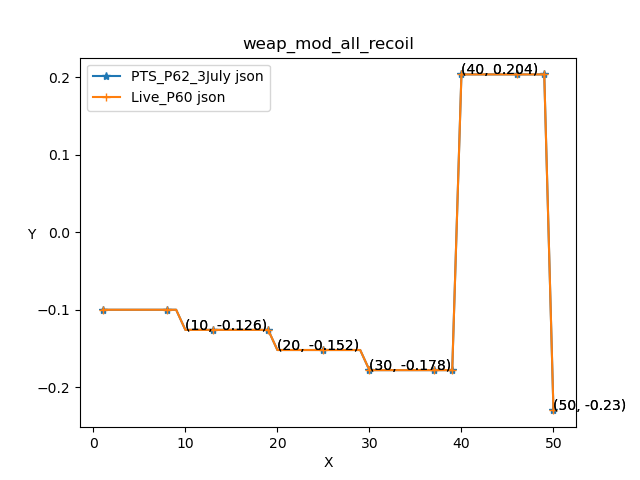 weap_mod_all_recoil
PTS_P62_3July json
Live_P60 json
(40, 0.204)
(10, -0.126)
(20, -0.152)
(30, -0.178)
(50, -0.23)
0.2
0.1
0.0
−0.1
−0.2
Y
0 10 20 30 40 50
X